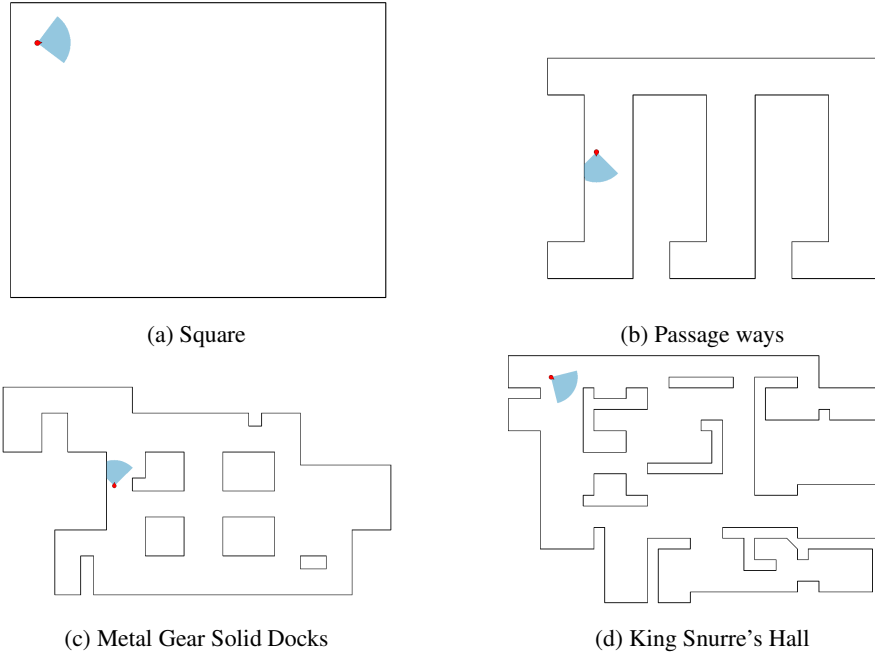 (a) Square
(b) Passage ways
(c) Metal Gear Solid Docks
(d) King Snurre's Hall